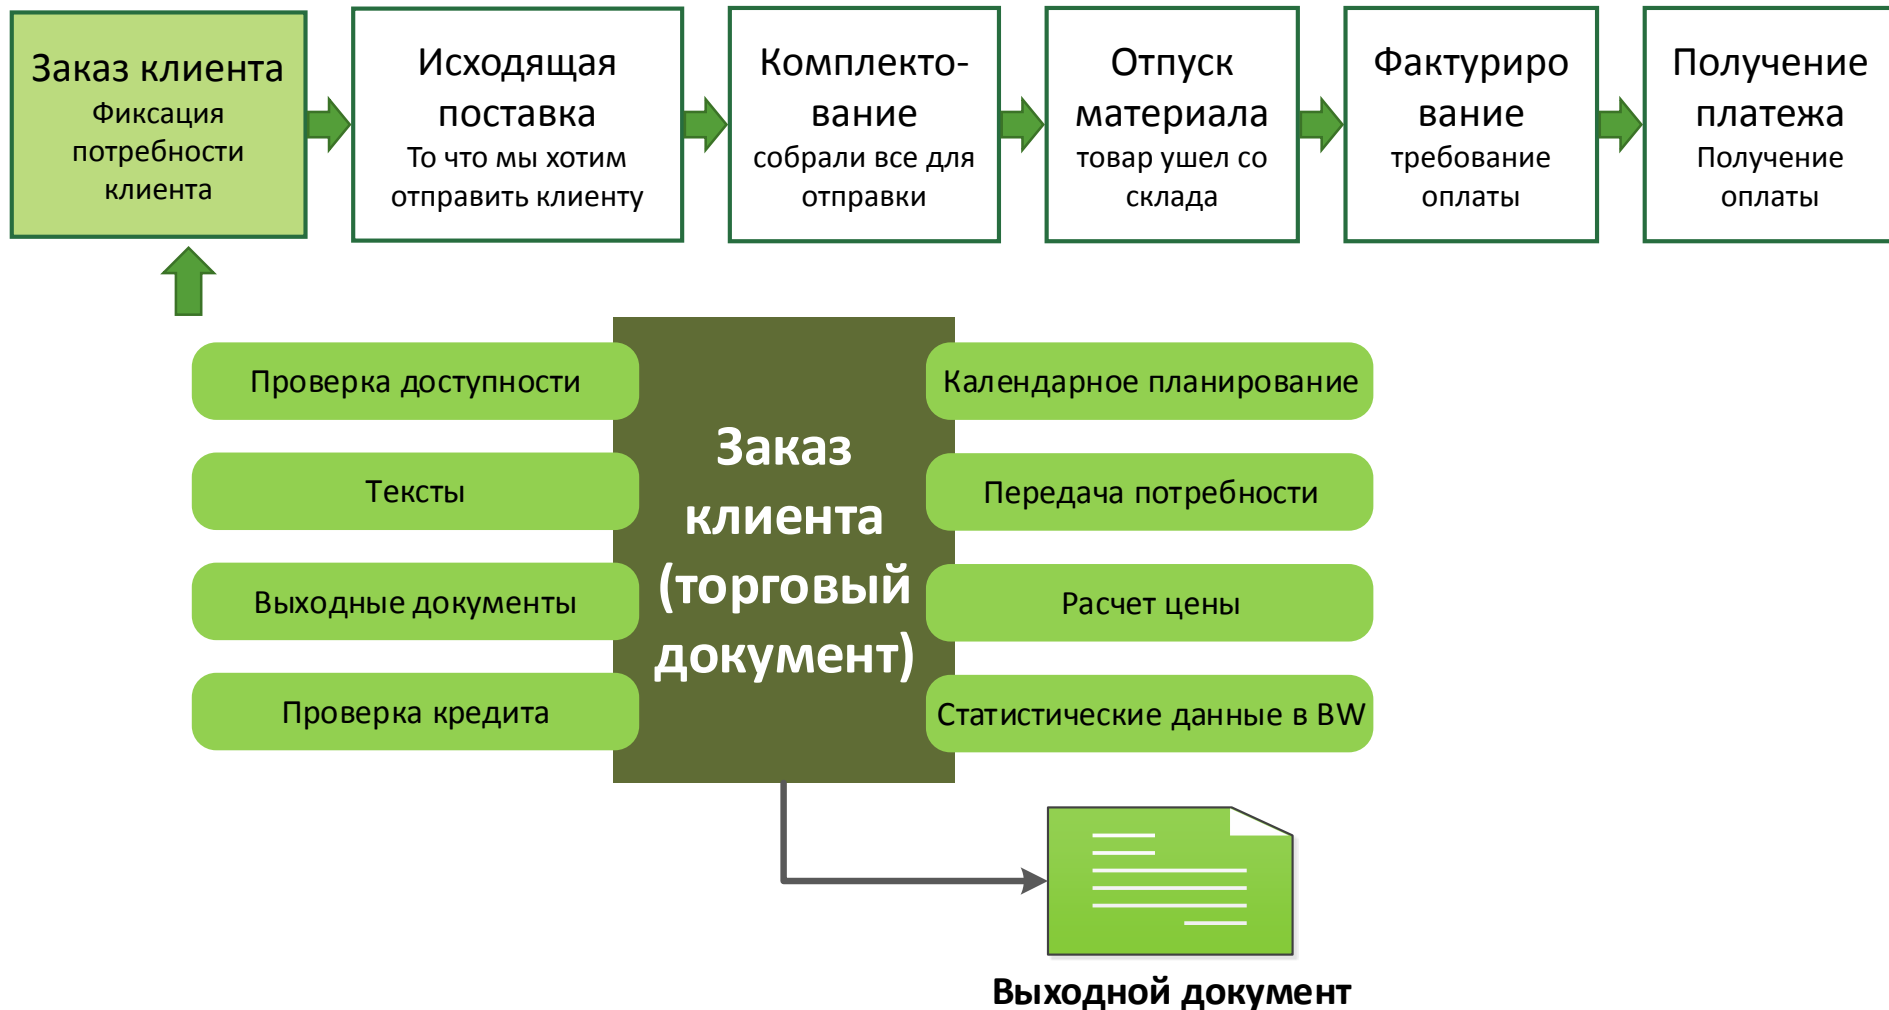 Заказ клиента
Фиксация
потребности
клиента
Исходящая
поставка
То что мы хотим
отправить клиенту
Комплекто-
вание
собрали все для
отправки
Отпуск
материала
товар ушел со
склада
Фактуриро
вание
требование
оплаты
Получение
платежа
Получение
оплаты
Проверка доступности
Тексты
Выходные документы
Проверка кредита
Заказ
клиента
(торговый
документ)
Календарное планирование
Передача потребности
Расчет цены
Статистические данные в BW
Выходной документ